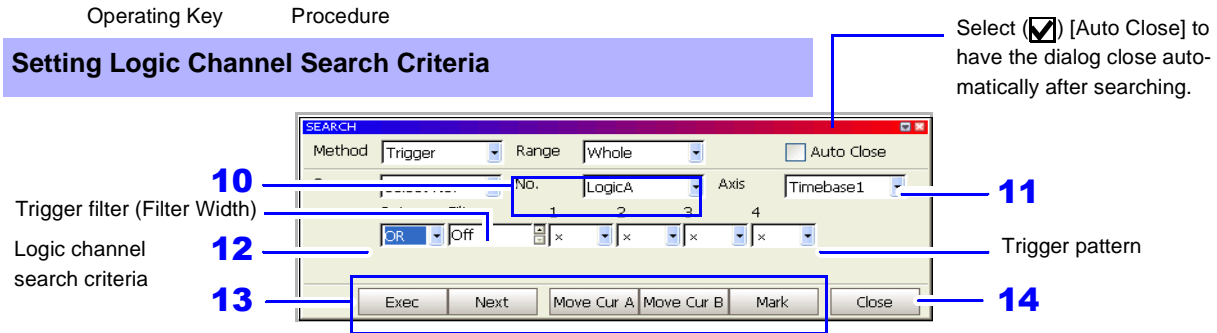 Operating Key Procedure
Setting Logic Channel Search Criteria
Select ( ) [Auto Close] to
have the dialog close auto-
matically after searching.
SEARCH
Method Trigger Range Whole Auto Close
10 No. LogicA Axis Timebase1 11
Trigger filter (Filter Width)
1 2 3 4
Logic channel
search criteria
12 OR Off × × × × Trigger pattern
13 Exec Next Move Cur A Move Cur B Mark Close 14